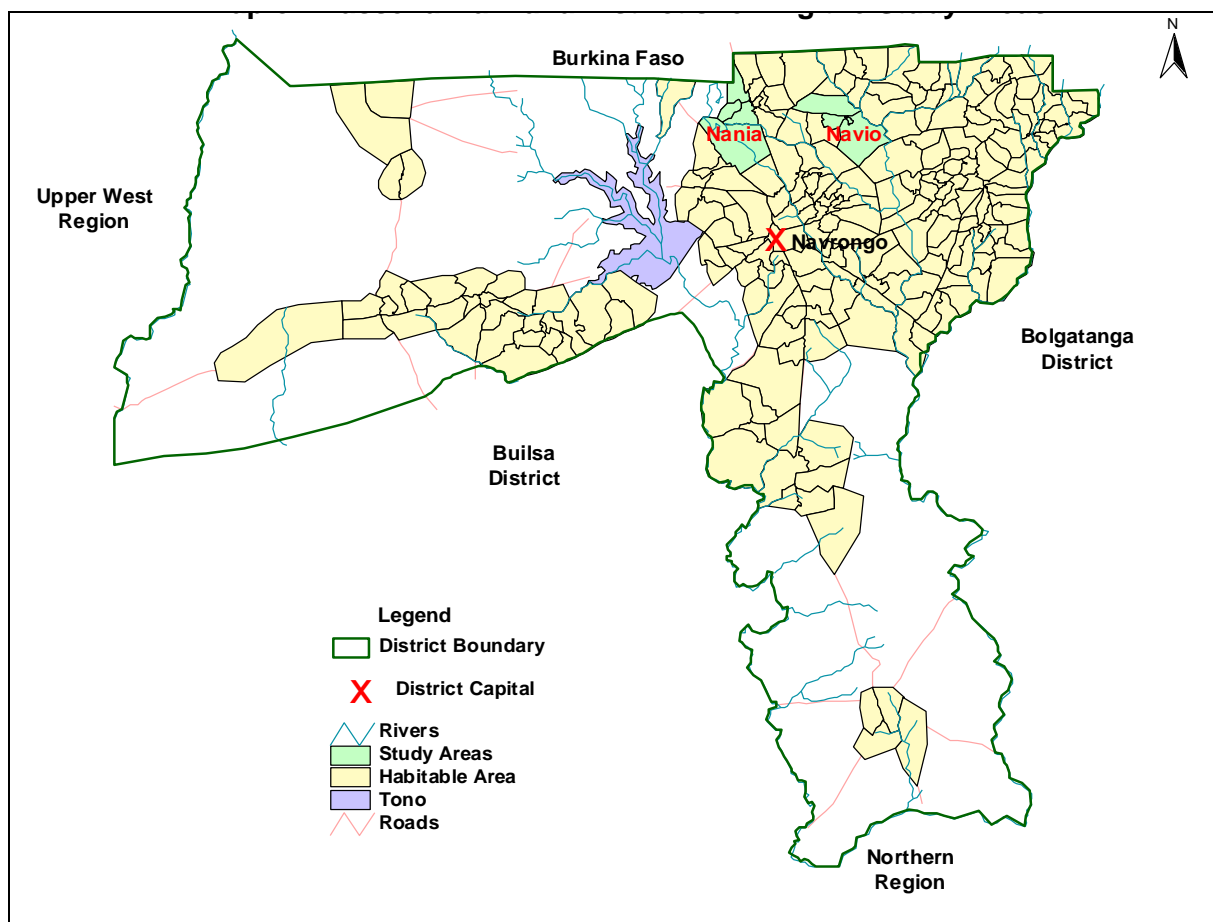 N
Burkina Faso
Nania
Navio
Upper West
Region
Navrongo
Bolgatanga
District
Builsa
District
Legend
District Boundary
X District Capital
Rivers
Study Areas
Habitable Area
Tono
Roads
Northern
Region